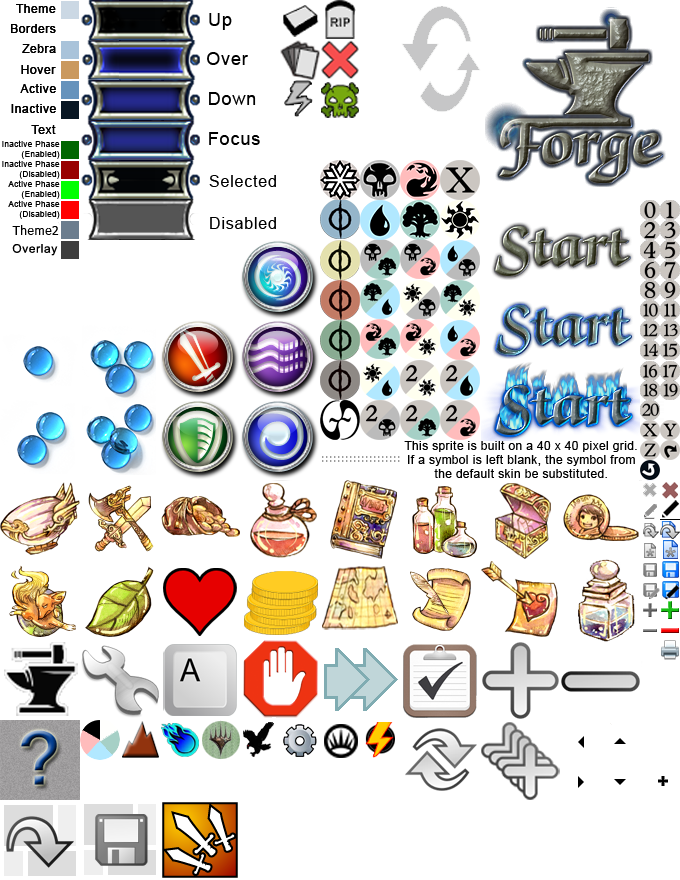 Theme
Borders
Zebra
Hover
Active
Inactive
Text
Inactive Phase
(Enabled)
Inactive Phase
(Disabled)
Active Phase
(Enabled)
Active Phase
(Disabled)
Theme2
Overlay
Up
Over
Down
Focus
Selected
Disabled
RIP
Forge
X
Start
Start
Start
2
2
2 2 2
0 1
2 3
4 5
6 7
8 9
10 11
12 13
14 15
16 17
18 19
20
X Y
Z
This sprite is built on a 40 x 40 pixel grid.
If a symbol is left blank, the symbol from
the default skin be substituted.
A
?